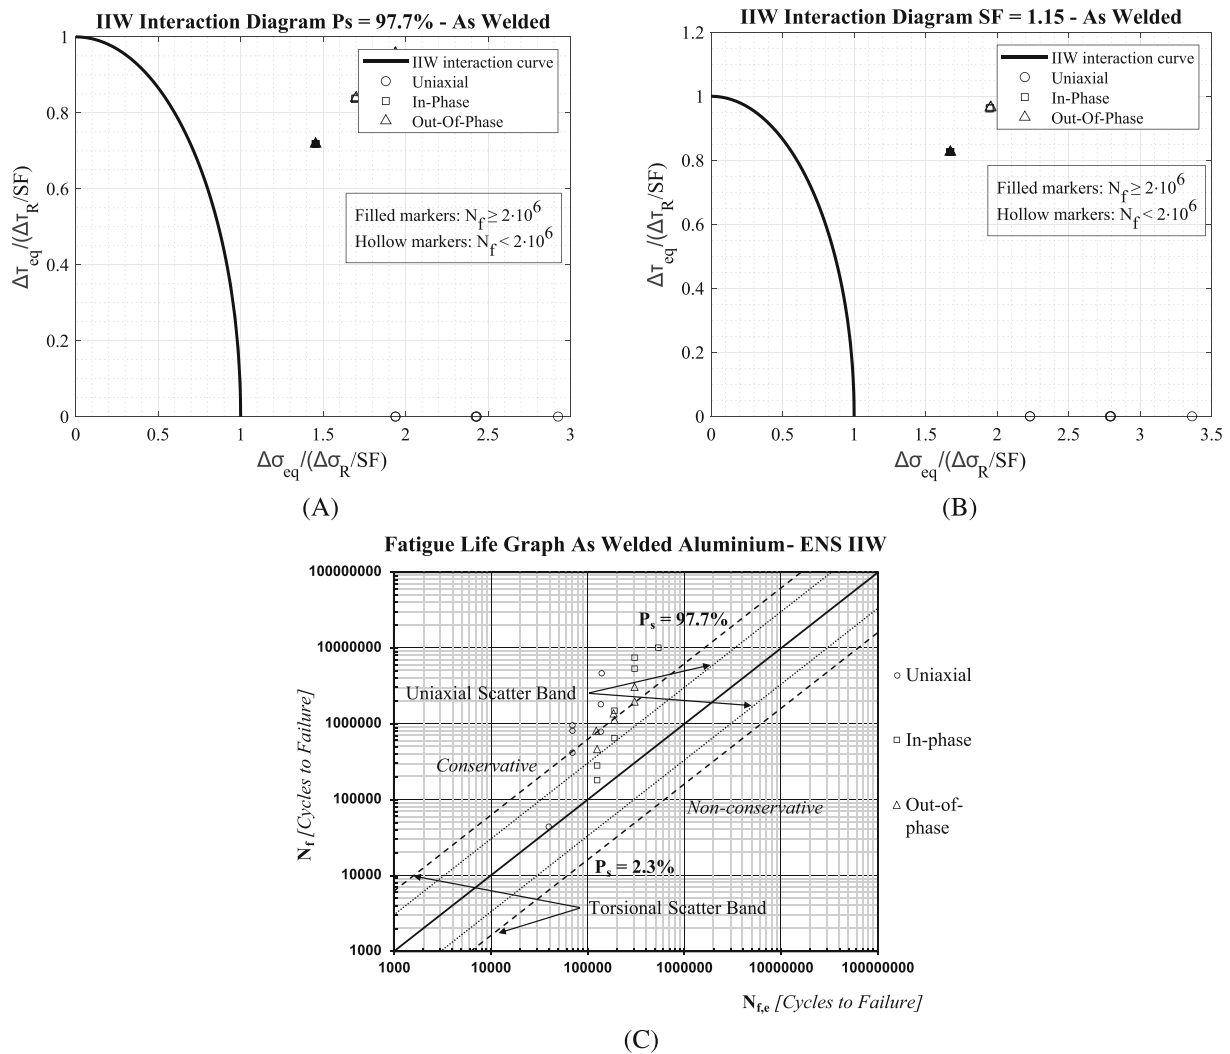 IIW Interaction Diagram Ps = 97.7% - As Welded
1
0.8
0.6
0.4
0.2
0
0
0.5
1
1.5
2
2.5
3
Δτeq/(ΔτR/SF)
Δσeq/(ΔσR/SF)
IIW interaction curve
Uniaxial
In-Phase
Out-Of-Phase
Filled markers: Nf ≥ 2·10^6
Hollow markers: Nf < 2·10^6
(A)
IIW Interaction Diagram SF = 1.15 - As Welded
1.2
1
0.8
0.6
0.4
0.2
0
0
0.5
1
1.5
2
2.5
3
3.5
Δτeq/(ΔτR/SF)
Δσeq/(ΔσR/SF)
IIW interaction curve
Uniaxial
In-Phase
Out-Of-Phase
Filled markers: Nf ≥ 2·10^6
Hollow markers: Nf < 2·10^6
(B)
Fatigue Life Graph As Welded Aluminium- ENS IIW
100000000
10000000
1000000
100000
10000
1000
1000
10000
100000
1000000
10000000
100000000
Nf [Cycles to Failure]
Nf,e [Cycles to Failure]
Ps = 97.7%
Uniaxial Scatter Band
Conservative
Non-conservative
Ps = 2.3%
Torsional Scatter Band
Uniaxial
In-phase
Out-of-
phase
(C)